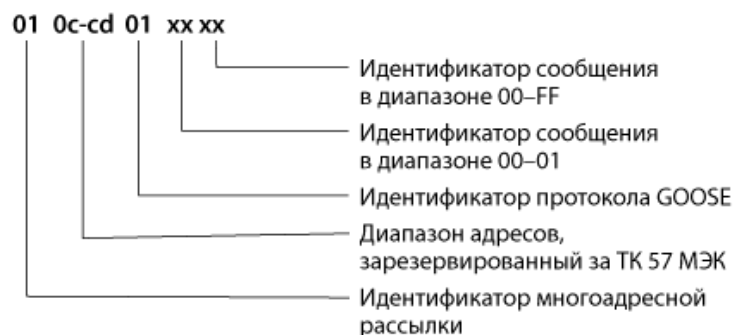 01 0c-cd 01 xx xx
Идентификатор сообщения
в диапазоне 00–FF
Идентификатор сообщения
в диапазоне 00–01
Идентификатор протокола GOOSE
Диапазон адресов,
зарезервированный за ТК 57 МЭК
Идентификатор многоадресной
рассылки